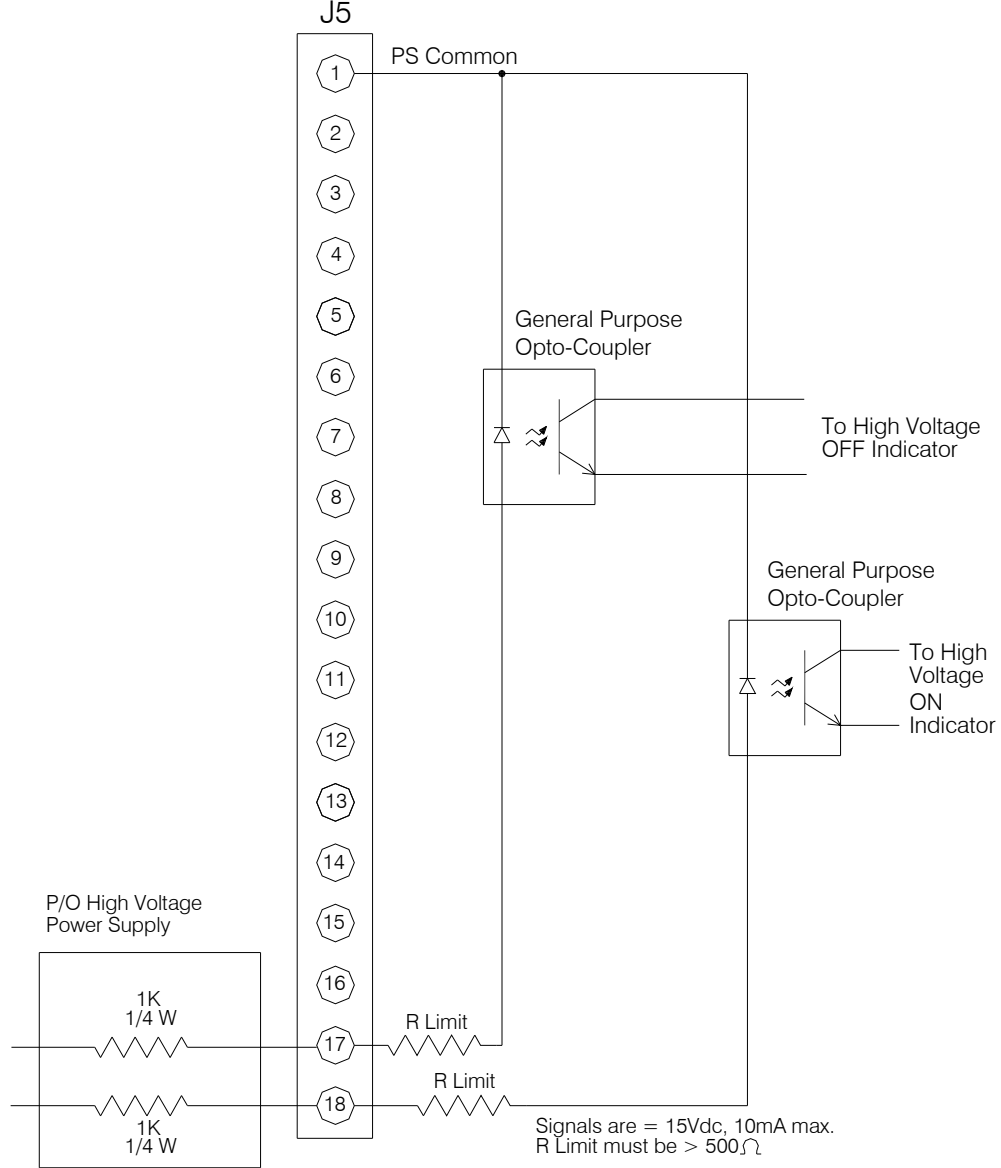 J5
PS Common
1
2
3
4
5
6
7
8
9
10
11
12
13
14
15
16
17
18
General Purpose
Opto-Coupler
To High Voltage
OFF Indicator
General Purpose
Opto-Coupler
To High
Voltage
ON
Indicator
P/O High Voltage
Power Supply
1K
1/4 W
R Limit
R Limit
1K
1/4 W
Signals are = 15Vdc, 10mA max.
R Limit must be > 500Ω